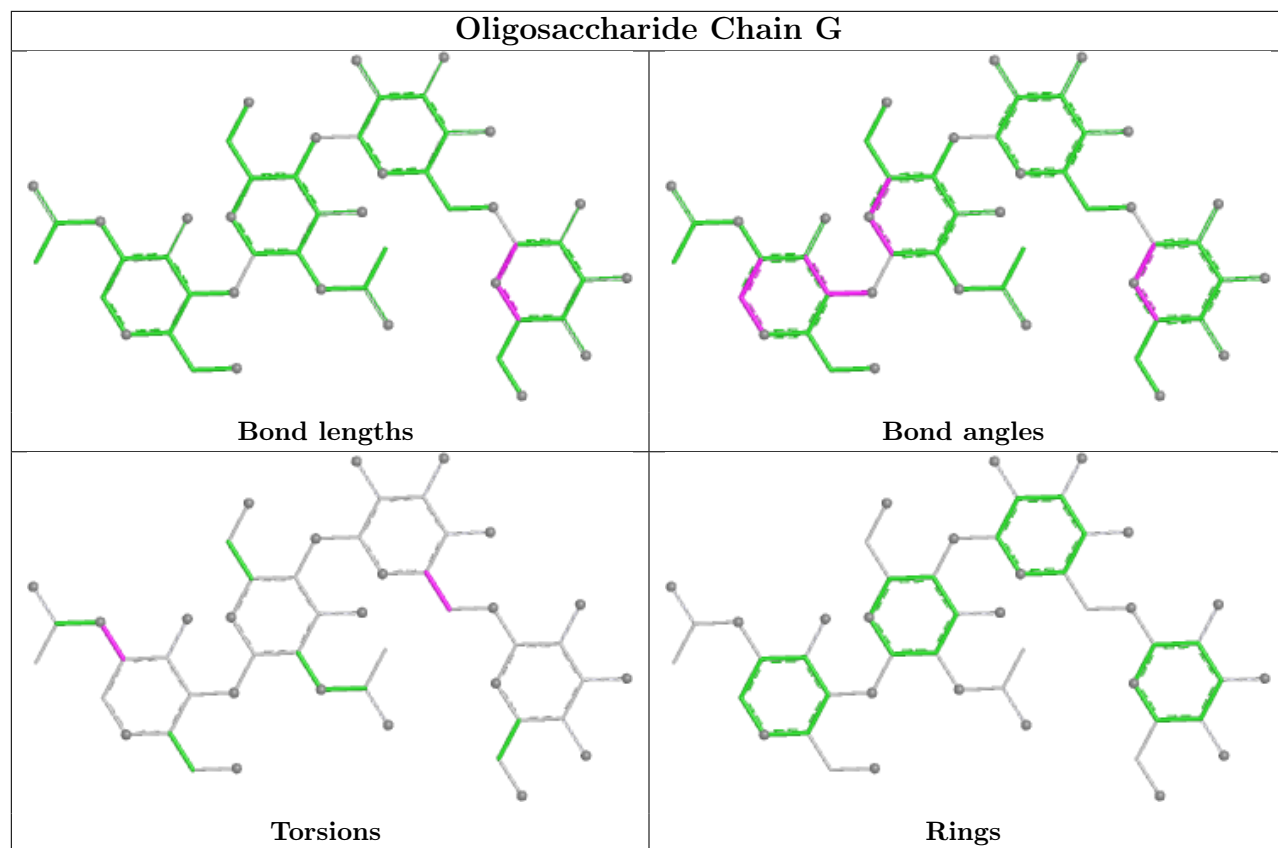 Oligosaccharide Chain G
Bond lengths
Bond angles
Torsions
Rings